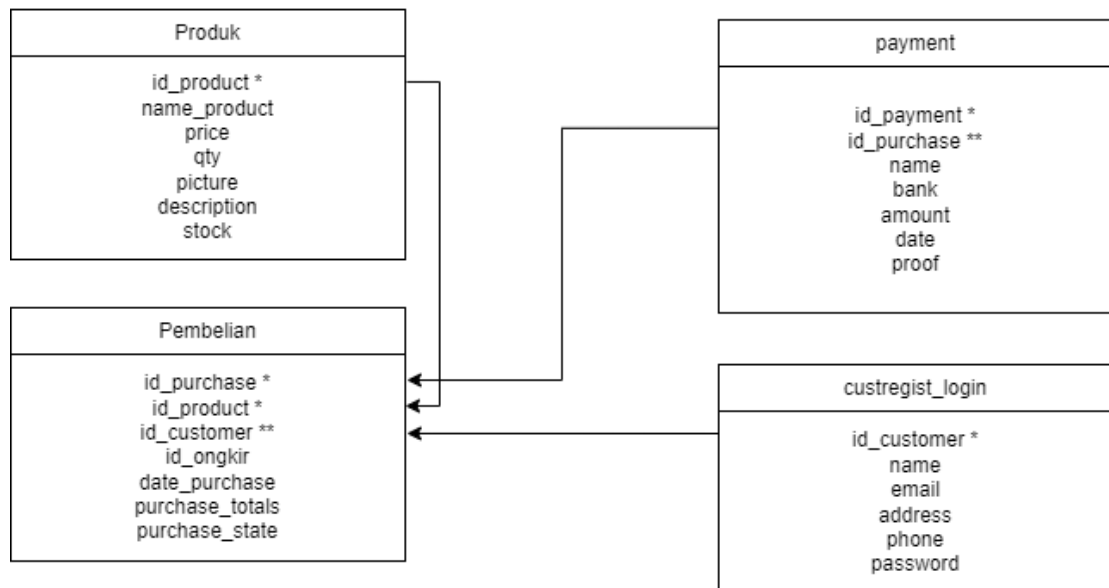 Produk
id_product *
name_product
price
qty
picture
description
stock
Pembelian
id_purchase *
id_product *
id_customer **
id_ongkir
date_purchase
purchase_totals
purchase_state
payment
id_payment *
id_purchase **
name
bank
amount
date
proof
custregist_login
id_customer *
name
email
address
phone
password